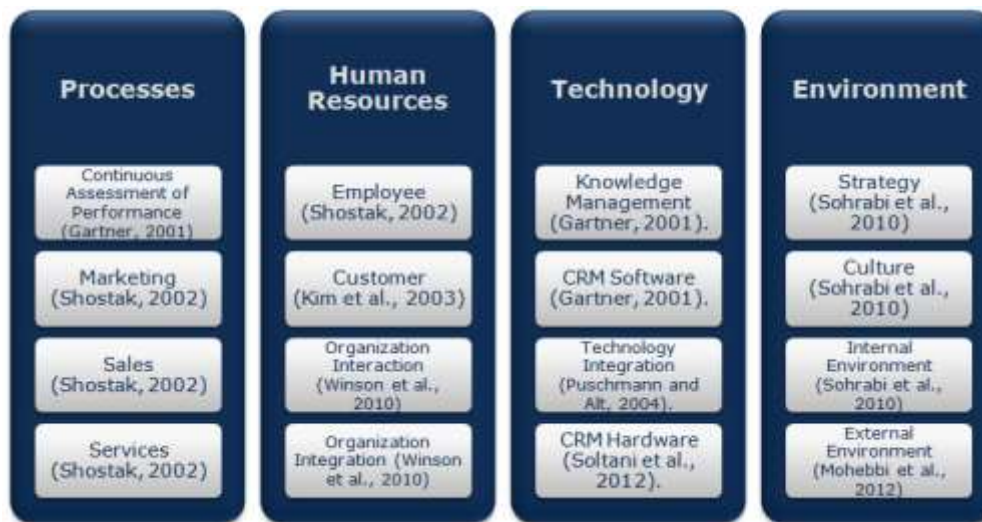 Processes
Continuous
Assessment of
Performance
(Gartner, 2001)
Marketing
(Shostak, 2002)
Sales
(Shostak, 2002)
Services
(Shostak, 2002)
Human
Resources
Employee
(Shostak, 2002)
Customer
(Kim et al., 2003)
Organization
Interaction
(Winson et al.,
2010)
Organization
Integration (Winson
et al., 2010)
Technology
Knowledge
Management
(Gartner, 2001).
CRM Software
(Gartner, 2001).
Technology
Integration
(Puschmann and
Alt, 2004).
CRM Hardware
(Soltani et al.,
2012).
Environment
Strategy
(Sohrabi et al.,
2010)
Culture
(Sohrabi et al.,
2010)
Internal
Environment
(Sohrabi et al.,
2010)
External
Environment
(Mohebbi et al.,
2012)